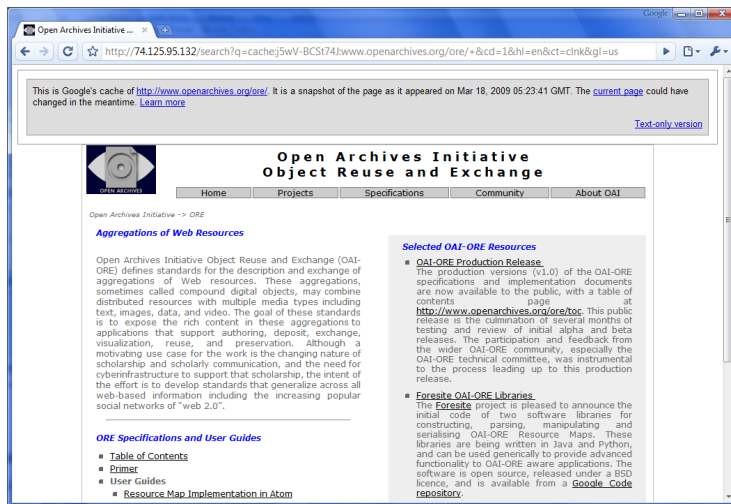 Google
Open Archives Initiative ...
http://74.125.95.132/search?q=cache:j5wV-BCSt74J:www.openarchives.org/ore/+&cd=1&hl=en&ct=clnk&gl=us
This is Google's cache of http://www.openarchives.org/ore/. It is a snapshot of the page as it appeared on Mar 18, 2009 05:23:41 GMT. The current page could have
changed in the meantime. Learn more
Text-only version
OPEN ARCHIVES
Open Archives Initiative
Object Reuse and Exchange
Home Projects Specifications Community About OAI
Open Archives Initiative -> ORE
Aggregations of Web Resources
Open Archives Initiative Object Reuse and Exchange (OAI-
ORE) defines standards for the description and exchange of
aggregations of Web resources. These aggregations,
sometimes called compound digital objects, may combine
distributed resources with multiple media types including
text, images, data, and video. The goal of these standards
is to expose the rich content in these aggregations to
applications that support authoring, deposit, exchange,
visualization, reuse, and preservation. Although a
motivating use case for the work is the changing nature of
scholarship and scholarly communication, and the need for
cyberinfrastructure to support that scholarship, the intent of
the effort is to develop standards that generalize across all
web-based information including the increasing popular
social networks of "web 2.0".
ORE Specifications and User Guides
Table of Contents
Primer
User Guides
Resource Map Implementation in Atom
Selected OAI-ORE Resources
OAI-ORE Production Release
The production versions (v1.0) of the OAI-ORE
specifications and implementation documents
are now available to the public, with a table of
contents page at
http://www.openarchives.org/ore/toc. This public
release is the culmination of several months of
testing and review of initial alpha and beta
releases. The participation and feedback from
the wider OAI-ORE community, especially the
OAI-ORE technical committee, was instrumental
to the process leading up to this production
release.
Foresite OAI-ORE Libraries
The Foresite project is pleased to announce the
initial code of two software libraries for
constructing, parsing, manipulating and
serialising OAI-ORE Resource Maps. These
libraries are being written in Java and Python,
and can be used generically to provide advanced
functionality to OAI-ORE aware applications. The
software is open source, released under a BSD
licence, and is available from a Google Code
repository.